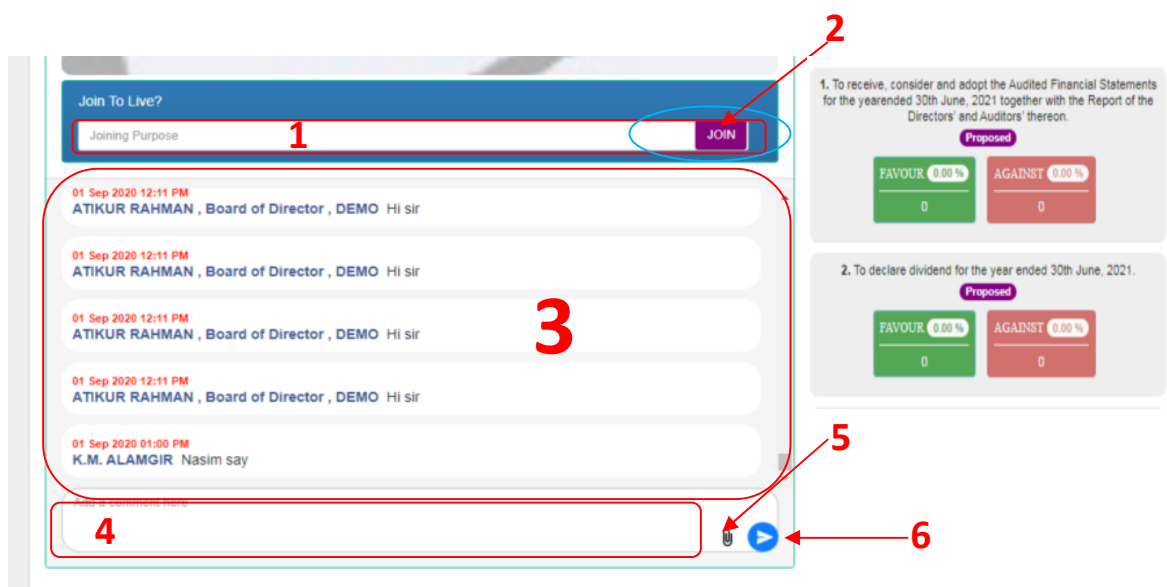 2
Join To Live?
Joining Purpose
1
JOIN
01 Sep 2020 12:11 PM
ATIKUR RAHMAN , Board of Director , DEMO Hi sir
01 Sep 2020 12:11 PM
ATIKUR RAHMAN , Board of Director , DEMO Hi sir
01 Sep 2020 12:11 PM
ATIKUR RAHMAN , Board of Director , DEMO Hi sir
3
01 Sep 2020 12:11 PM
ATIKUR RAHMAN , Board of Director , DEMO Hi sir
01 Sep 2020 01:00 PM
K.M. ALAMGIR Nasim say
Add a comment here
4
5
6
1. To receive, consider and adopt the Audited Financial Statements
for the yearended 30th June, 2021 together with the Report of the
Directors' and Auditors' thereon.
Proposed
FAVOUR 0.00 %
0
AGAINST 0.00 %
0
2. To declare dividend for the year ended 30th June, 2021.
Proposed
FAVOUR 0.00 %
0
AGAINST 0.00 %
0